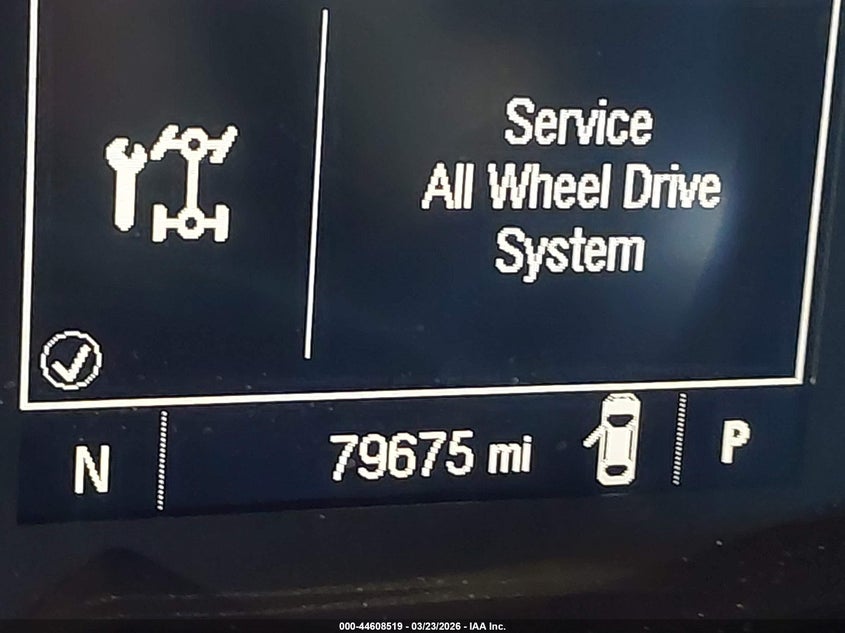 Service
All Wheel Drive
System
N 79675 mi P
000-44608519 - 03/23/2026 - IAA Inc.